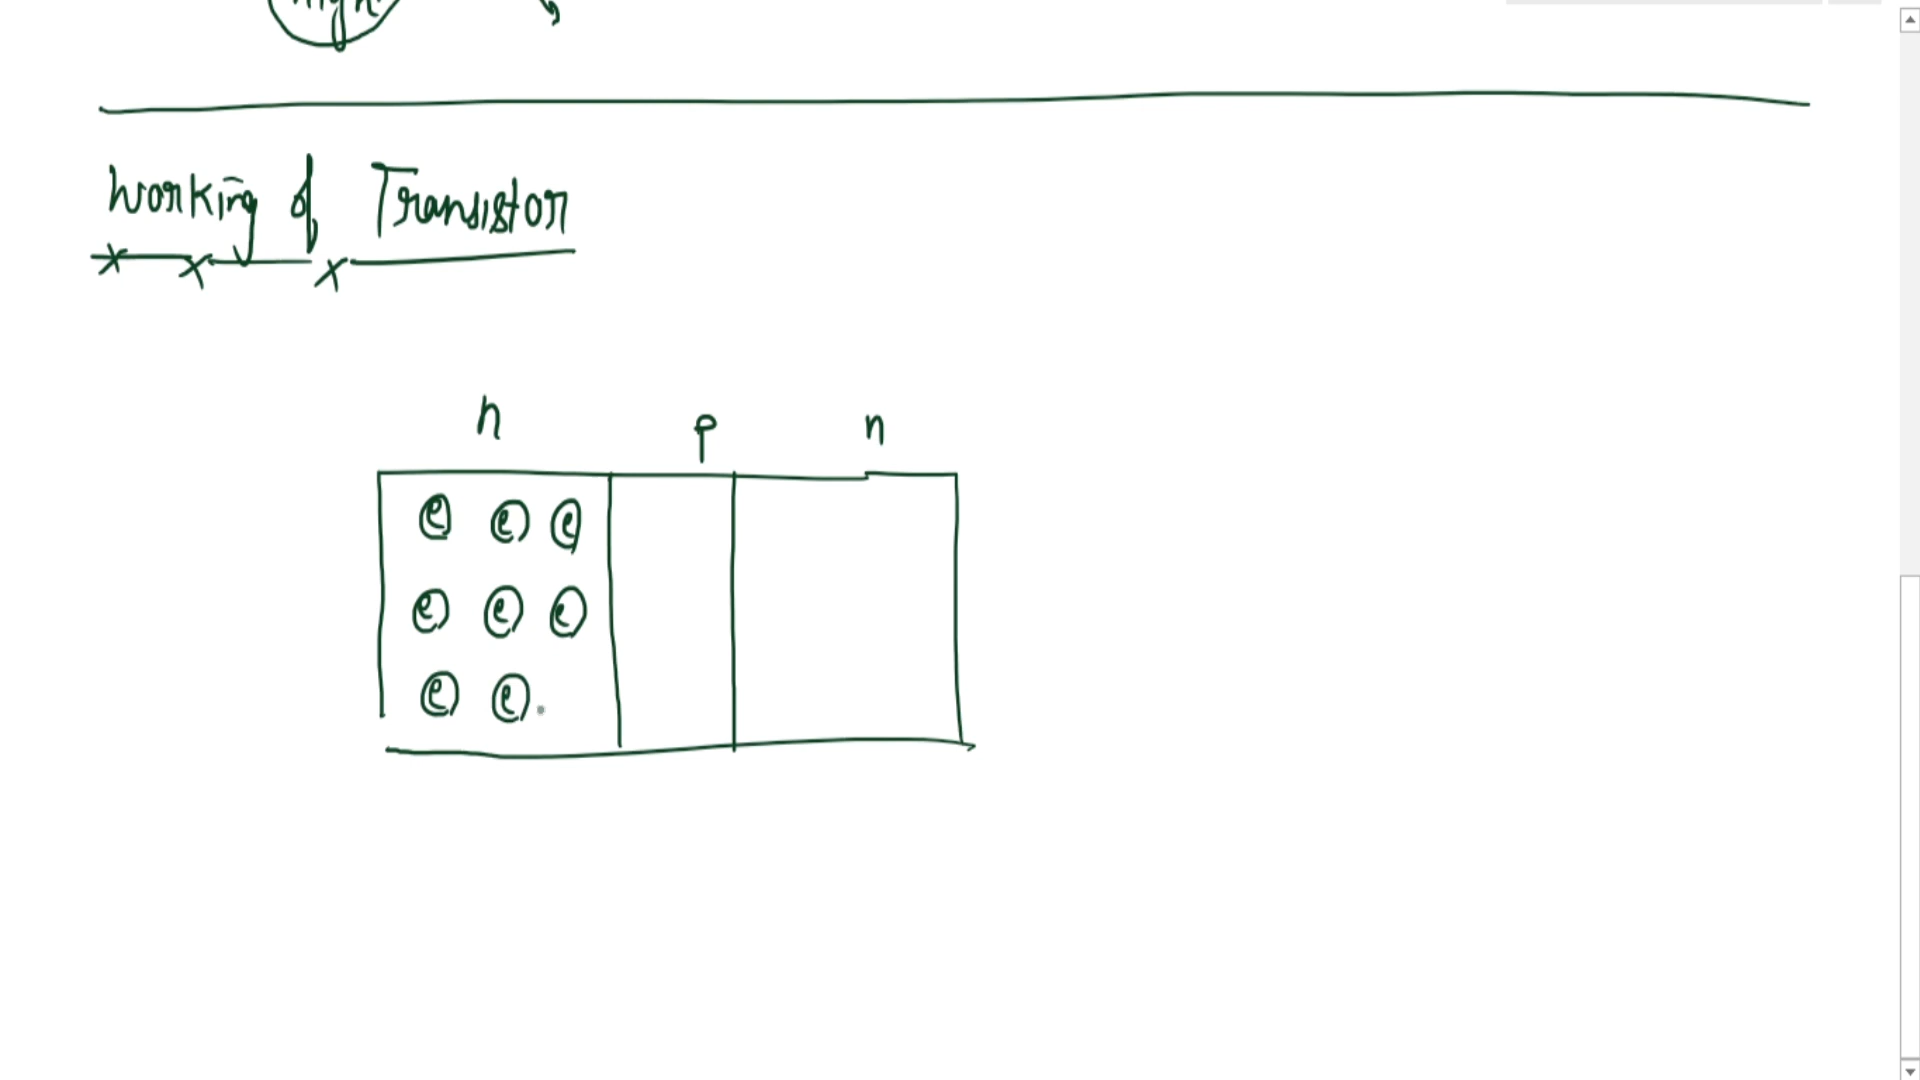 Working of Transistor
n p n
e e e
e e e
e e